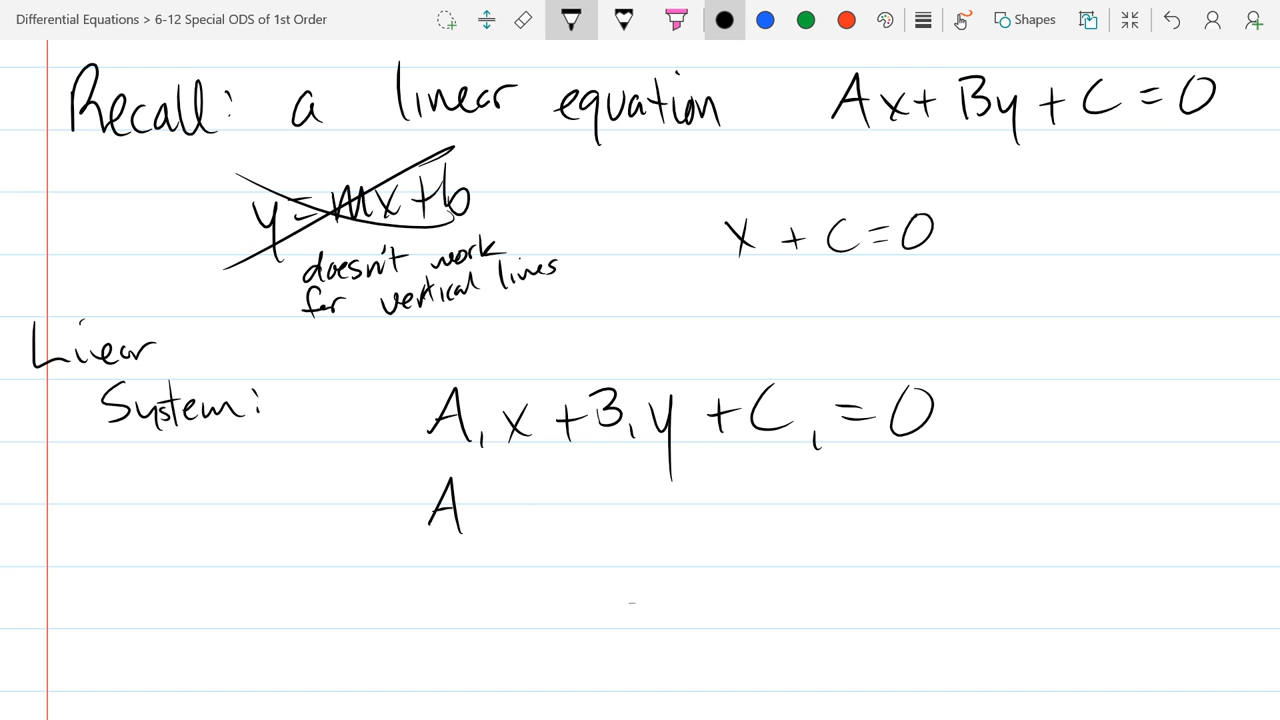 Differential Equations > 6-12 Special ODS of 1st Order
Shapes
Recall: a linear equation Ax + By + C = 0
y = mx + b
x + C = 0
doesn't work
for vertical lines
Linear
System: A₁x + B₁y + C₁ = 0
A